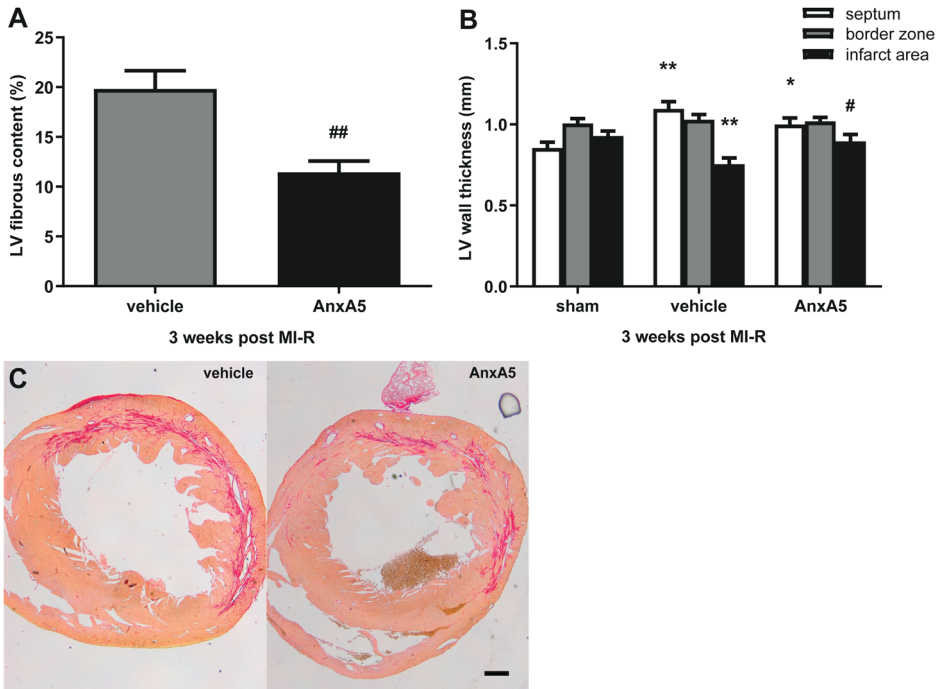 A
LV fibrous content (%)
25
20
15
10
5
0
##
vehicle AnxA5
3 weeks post MI-R
B
septum
border zone
infarct area
LV wall thickness (mm)
1.5
1.0
0.5
0.0
** ** * #
sham vehicle AnxA5
3 weeks post MI-R
C
vehicle
AnxA5